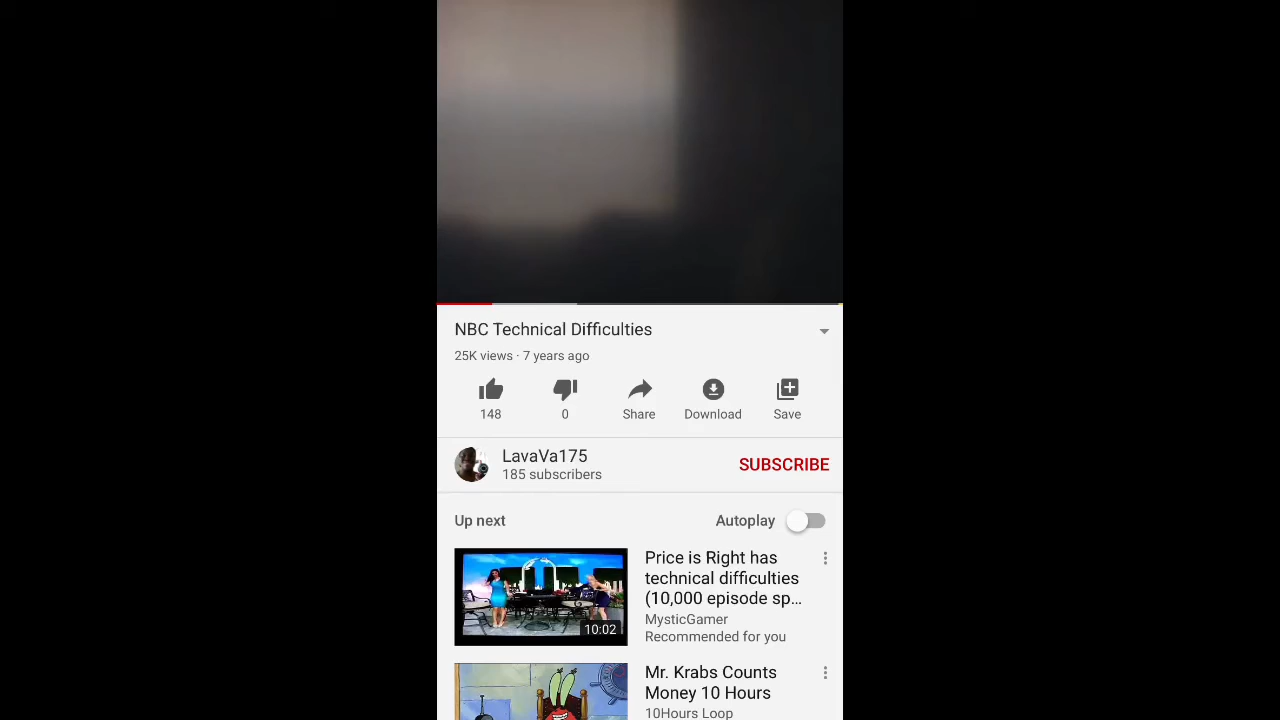 NBC Technical Difficulties
25K views · 7 years ago
148
0
Share
Download
Save
LavaVa175
185 subscribers
SUBSCRIBE
Up next
Autoplay
Price is Right has
technical difficulties
(10,000 episode sp...
MysticGamer
Recommended for you
10:02
Mr. Krabs Counts
Money 10 Hours
10Hours Loop